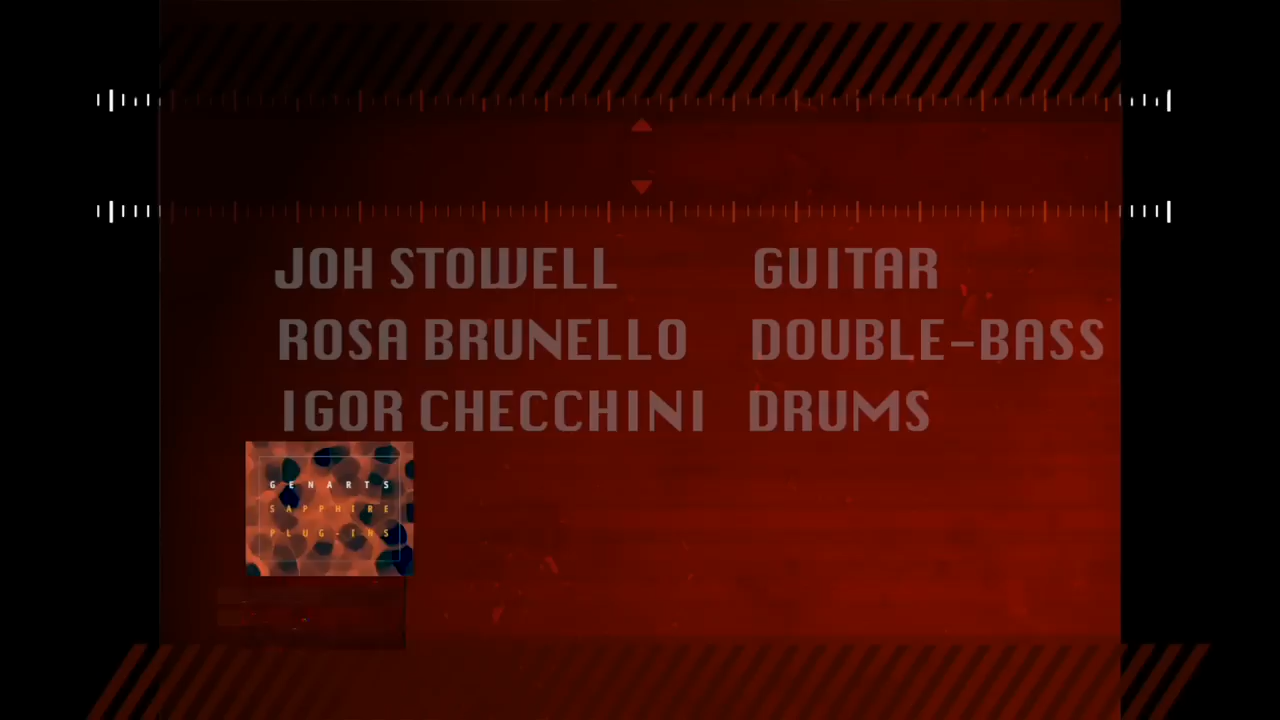 JOH STOWELL GUITAR
ROSA BRUNELLO DOUBLE-BASS
IGOR CHECCHINI DRUMS
GENARTS
SAPPHIRE
PLUG-INS